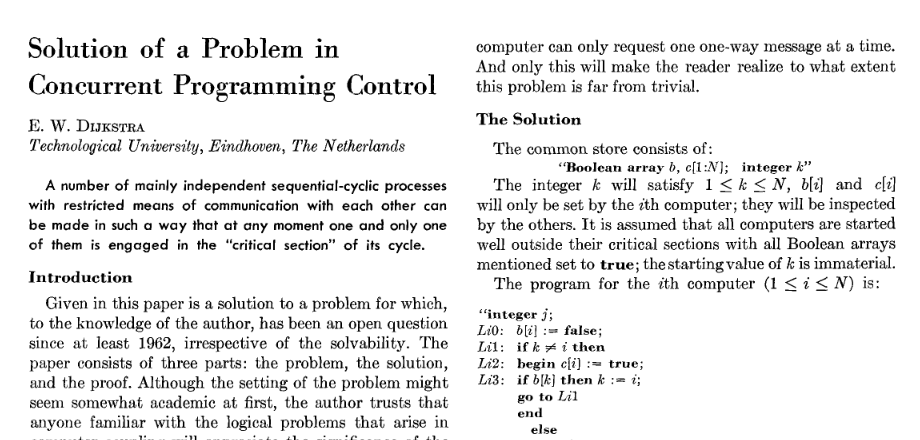 Solution of a Problem in
Concurrent Programming Control
E. W. DIJKSTRA
Technological University, Eindhoven, The Netherlands
A number of mainly independent sequential-cyclic processes
with restricted means of communication with each other can
be made in such a way that at any moment one and only one
of them is engaged in the “critical section” of its cycle.
Introduction
Given in this paper is a solution to a problem for which,
to the knowledge of the author, has been an open question
since at least 1962, irrespective of the solvability. The
paper consists of three parts: the problem, the solution,
and the proof. Although the setting of the problem might
seem somewhat academic at first, the author trusts that
anyone familiar with the logical problems that arise in
computer can only request one one-way message at a time.
And only this will make the reader realize to what extent
this problem is far from trivial.
The Solution
The common store consists of:
“Boolean array b, c[1:N]; integer k”
The integer k will satisfy 1 ≤ k ≤ N, b[i] and c[i]
will only be set by the ith computer; they will be inspected
by the others. It is assumed that all computers are started
well outside their critical sections with all Boolean arrays
mentioned set to true; the starting value of k is immaterial.
The program for the ith computer (1 ≤ i ≤ N) is:
“integer j;
Li0: b[i] := false;
Li1: if k ≠ i then
Li2: begin c[i] := true;
Li3: if b[k] then k := i;
go to Li1
end
else